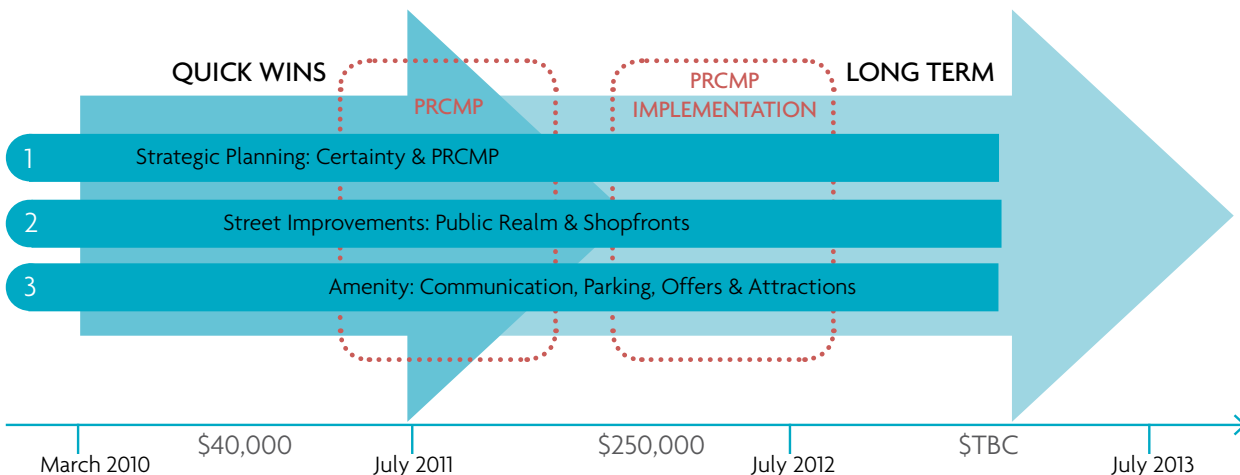 QUICK WINS
LONG TERM
PRCMP
PRCMP
IMPLEMENTATION
1
Strategic Planning: Certainty & PRCMP
2
Street Improvements: Public Realm & Shopfronts
3
Amenity: Communication, Parking, Offers & Attractions
$40,000
$250,000
$TBC
March 2010
July 2011
July 2012
July 2013